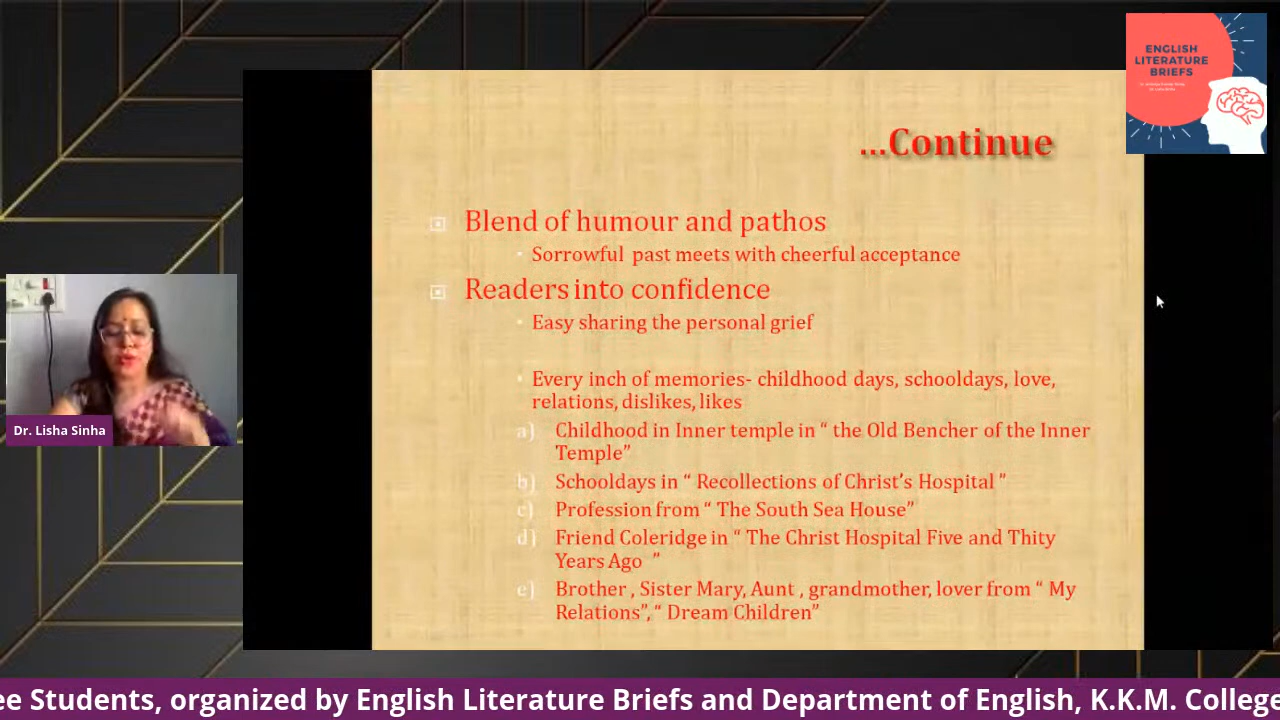 ENGLISH
LITERATURE
BRIEFS
...Continue
Blend of humour and pathos
Sorrowful past meets with cheerful acceptance
Readers into confidence
Easy sharing the personal grief
Every inch of memories- childhood days, schooldays, love,
relations, dislikes, likes
a) Childhood in Inner temple in “ the Old Bencher of the Inner
Temple”
b) Schooldays in “ Recollections of Christ’s Hospital ”
c) Profession from “ The South Sea House”
d) Friend Coleridge in “ The Christ Hospital Five and Thity
Years Ago ”
e) Brother , Sister Mary, Aunt , grandmother, lover from “ My
Relations”, “ Dream Children”
Dr. Lisha Sinha
ee Students, organized by English Literature Briefs and Department of English, K.K.M. College